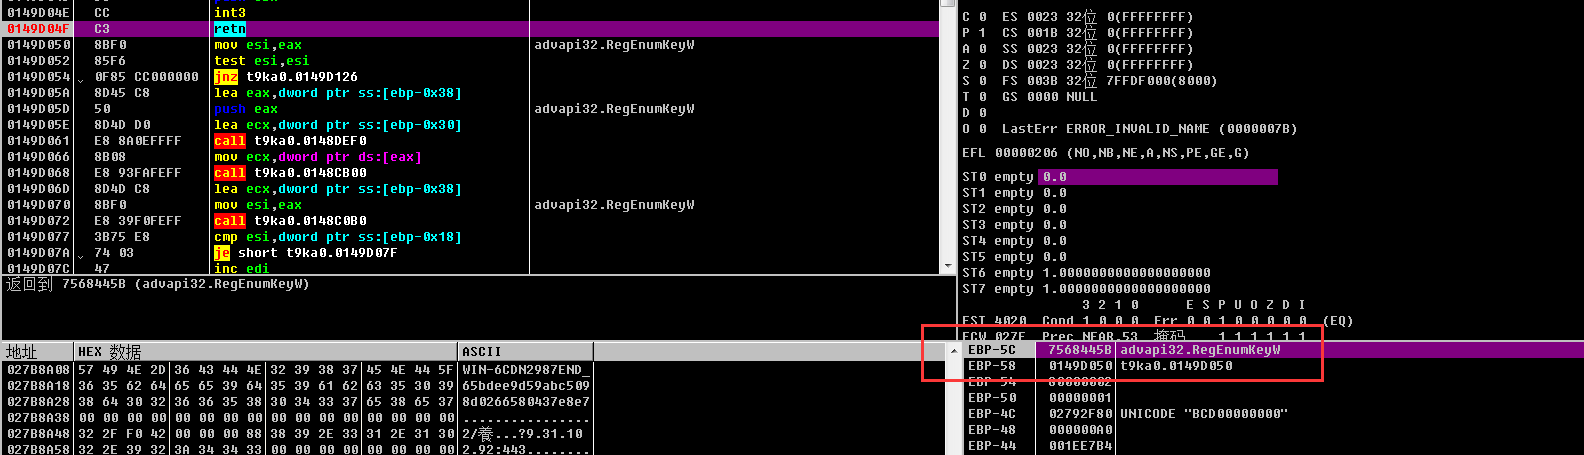 0149D04E CC int3
0149D04F C3 retn
0149D050 8BF0 mov esi,eax advapi32.RegEnumKeyW
0149D052 85F6 test esi,esi
0149D054 0F85 CC000000 jnz t9ka0.0149D126
0149D05A 8D45 C8 lea eax,dword ptr ss:[ebp-0x38]
0149D05D 50 push eax advapi32.RegEnumKeyW
0149D05E 8D4D D0 lea ecx,dword ptr ss:[ebp-0x30]
0149D061 E8 8A0EFFFF call t9ka0.0148DEF0
0149D066 8B08 mov ecx,dword ptr ds:[eax]
0149D068 E8 93FAFEFF call t9ka0.0148CB00
0149D06D 8D4D C8 lea ecx,dword ptr ss:[ebp-0x38]
0149D070 8BF0 mov esi,eax advapi32.RegEnumKeyW
0149D072 E8 39F0FEFF call t9ka0.0148C0B0
0149D077 3B75 E8 cmp esi,dword ptr ss:[ebp-0x18]
0149D07A 74 03 je short t9ka0.0149D07F
0149D07C 47 inc edi
返回到 7568445B (advapi32.RegEnumKeyW)
C 0 ES 0023 32位 0(FFFFFFFF)
P 1 CS 001B 32位 0(FFFFFFFF)
A 0 SS 0023 32位 0(FFFFFFFF)
Z 0 DS 0023 32位 0(FFFFFFFF)
S 0 FS 003B 32位 7FFDF000(8000)
T 0 GS 0000 NULL
D 0
O 0 LastErr ERROR_INVALID_NAME (0000007B)
EFL 00000206 (NO,NB,NE,A,NS,PE,GE,G)
ST0 empty 0.0
ST1 empty 0.0
ST2 empty 0.0
ST3 empty 0.0
ST4 empty 0.0
ST5 empty 0.0
ST6 empty 1.0000000000000000000
ST7 empty 1.0000000000000000000
3 2 1 0 E S P U O Z D I
FST 4020 Cond 1 0 0 0 Err 0 0 1 0 0 0 0 0 (EQ)
FCW 027F Prec NEAR,53 掩码 1 1 1 1 1 1
地址 HEX 数据 ASCII
027B8A08 57 49 4E 2D 36 43 44 4E 32 39 38 37 45 4E 44 5F WIN-6CDN2987END_
027B8A18 36 35 62 64 65 65 39 64 35 39 61 62 63 35 30 39 65bdee9d59abc509
027B8A28 38 64 30 32 36 36 35 38 30 34 33 37 65 38 65 37 8d0266580437e8e7
027B8A38 00 00 00 00 00 00 00 00 00 00 00 00 00 00 00 00 ................
027B8A48 32 2F F0 42 00 00 00 88 38 39 2E 33 31 2E 31 30 2/養...?9.31.10
027B8A58 32 2E 39 32 3A 34 34 33 00 00 00 00 00 00 00 00 2.92:443........
EBP-5C 7568445B advapi32.RegEnumKeyW
EBP-58 0149D050 t9ka0.0149D050
EBP-54 00000002
EBP-50 00000001
EBP-4C 02792F80 UNICODE "BCD00000000"
EBP-48 000000A0
EBP-44 001EE7B4